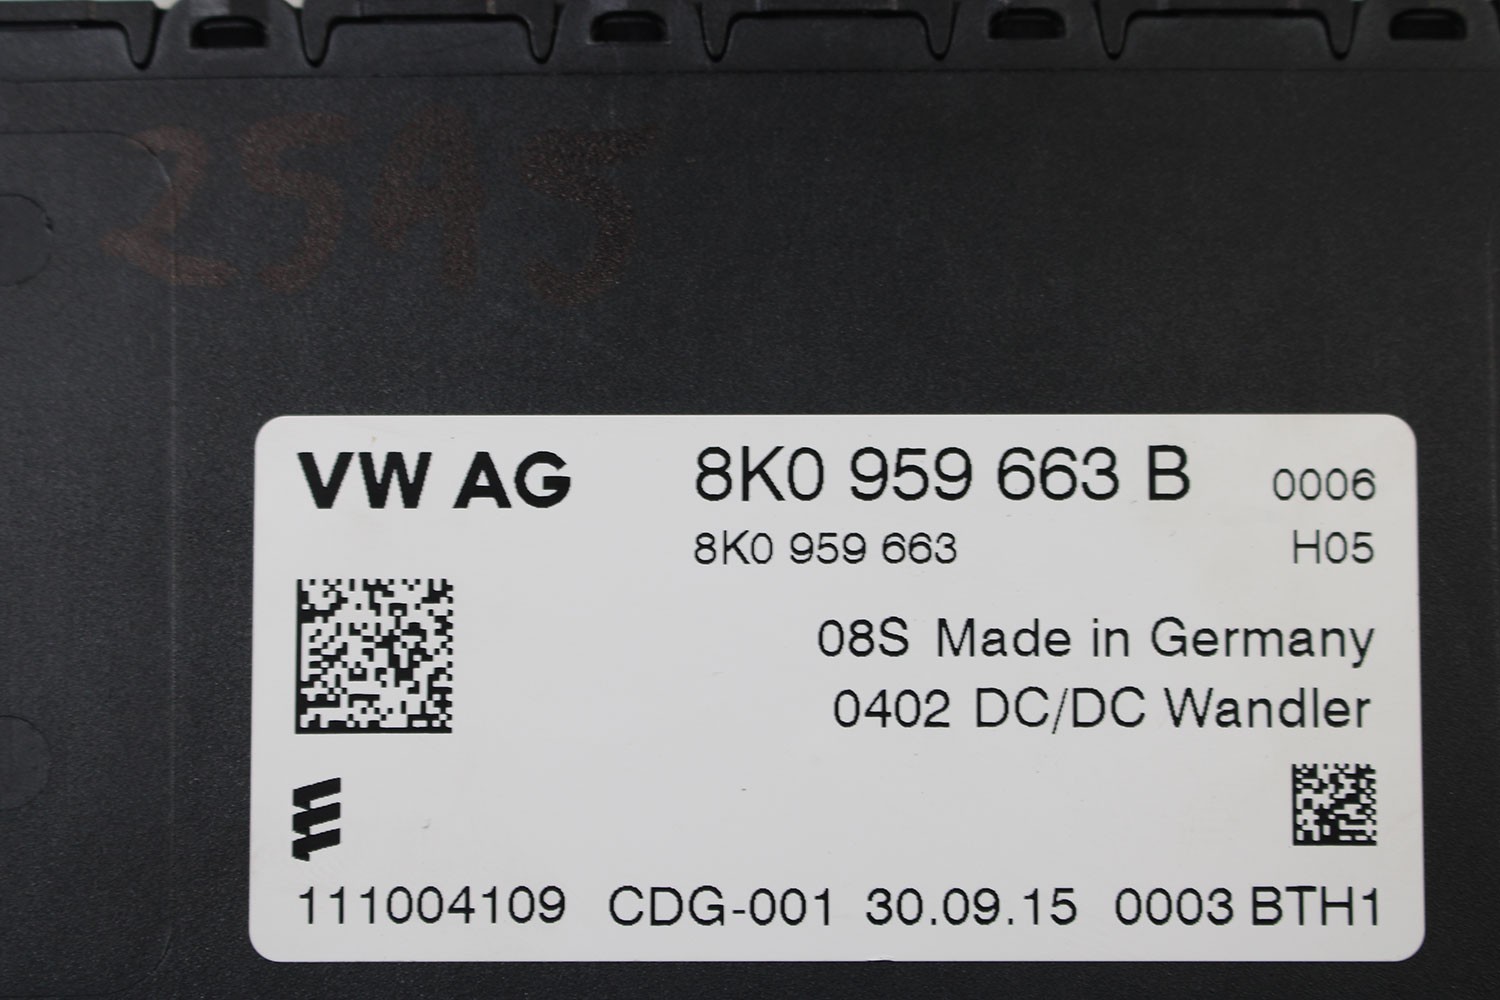 2545
VW AG 8K0 959 663 B 0006
8K0 959 663 H05
08S Made in Germany
0402 DC/DC Wandler
111004109 CDG-001 30.09.15 0003 BTH1